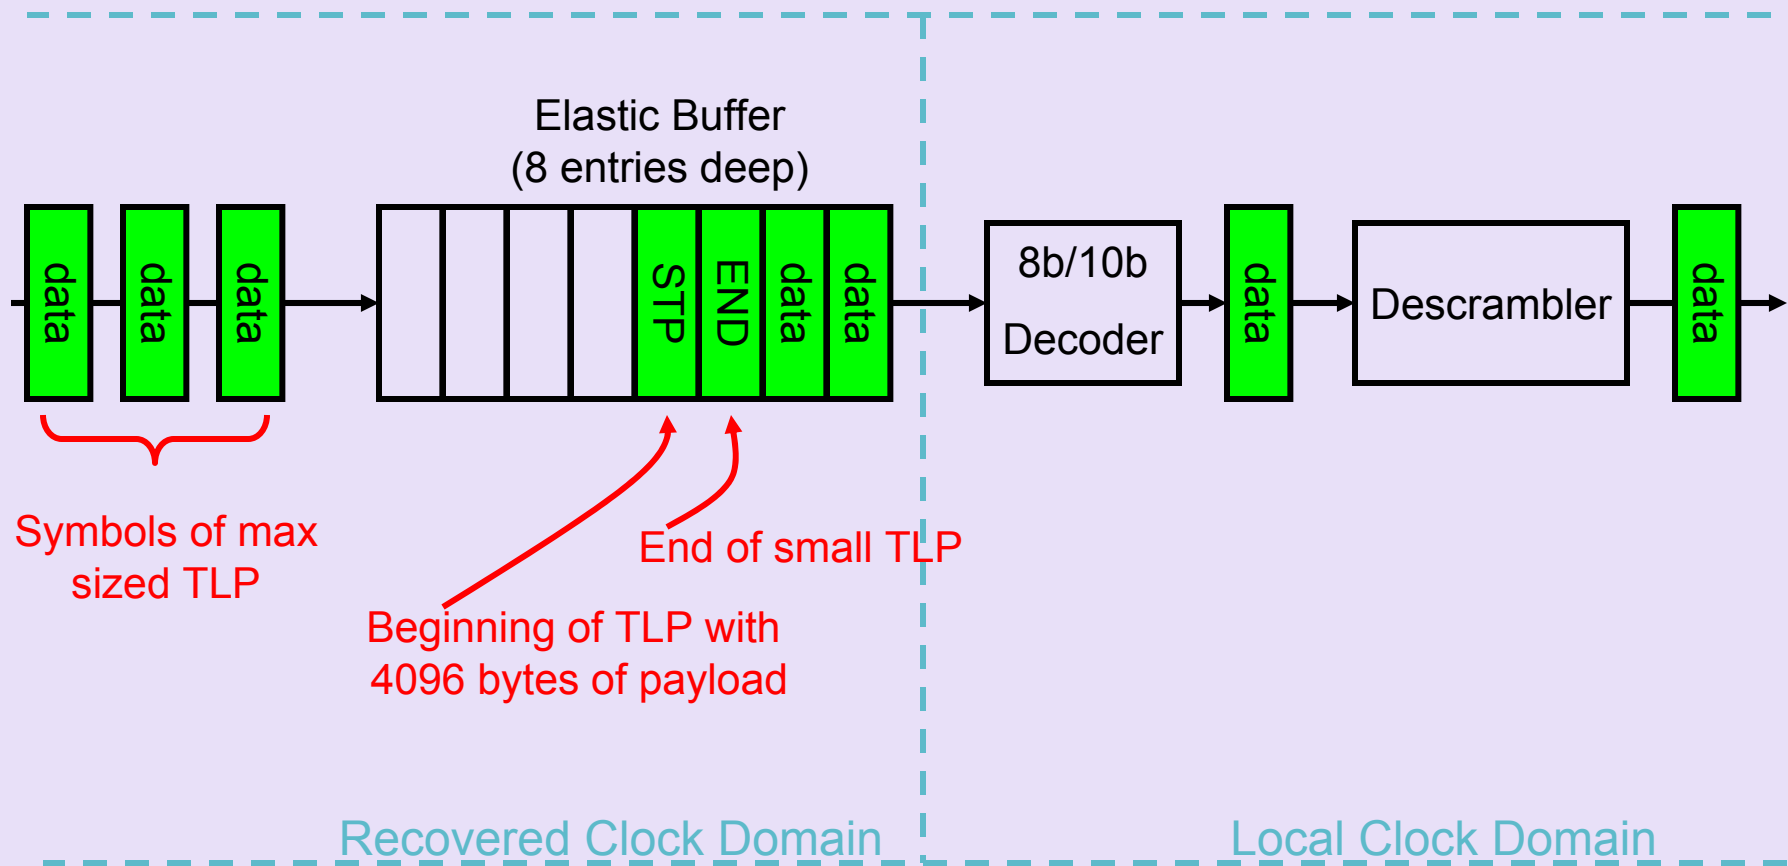 Elastic Buffer
(8 entries deep)
data
data
data
STP
END
data
data
8b/10b
Decoder
data
Descrambler
data
Symbols of max
sized TLP
End of small TLP
Beginning of TLP with
4096 bytes of payload
Recovered Clock Domain
Local Clock Domain